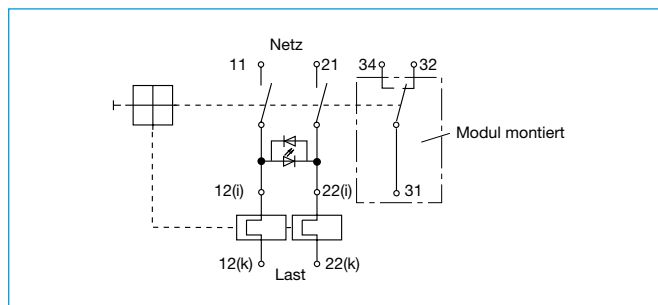 Netz
11 21 34 32
Modul montiert
12(i) 22(i) 31
12(k) 22(k)
Last